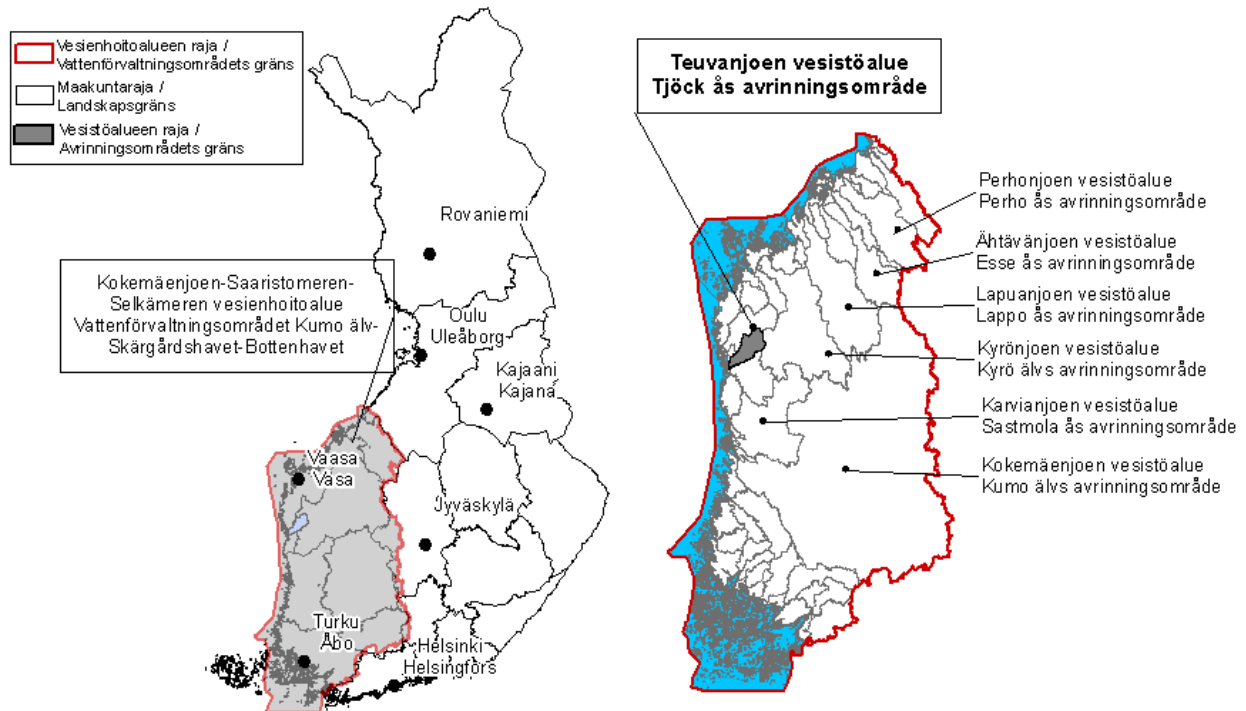 Vesienhoitoalueen raja /
Vattenförvaltningsområdets gräns
Maakuntaraja /
Landskapsgräns
Vesistöalueen raja /
Avrinningsområdets gräns
Kokemäenjoen-Saaristomeren-
Selkämeren vesienhoitoalue
Vattenförvaltningsområdet Kumo älv-
Skärgårdshavet-Bottenhavet
Rovaniemi
Oulu
Uleåborg
Kajaani
Kajana
Vaasa
Vasa
Jyväskylä
Turku
Åbo
Helsinki
Helsingfors
Teuvanjoen vesistöalue
Tjöck ås avrinningsområde
Perhonjoen vesistöalue
Perho ås avrinningsområde
Ähtävänjoen vesistöalue
Esse ås avrinningsområde
Lapuanjoen vesistöalue
Lappo ås avrinningsområde
Kyrönjoen vesistöalue
Kyrö älvs avrinningsområde
Karvianjoen vesistöalue
Sastmola ås avrinningsområde
Kokemäenjoen vesistöalue
Kumo älvs avrinningsområde